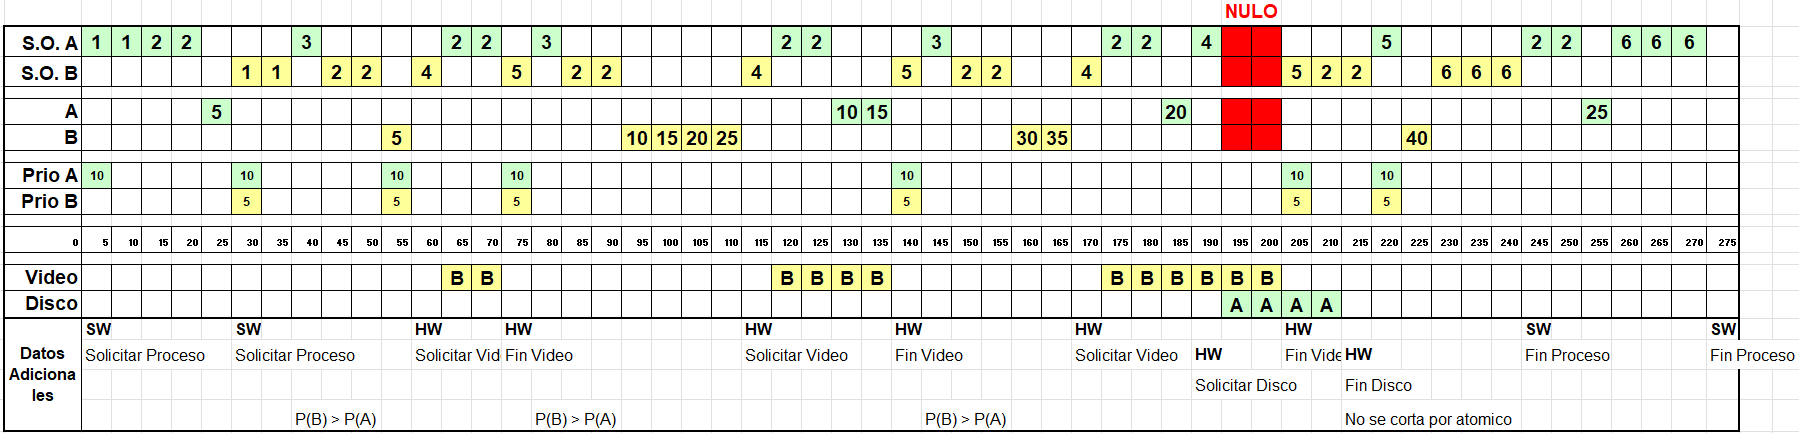 NULO
S.O. A 1 1 2 2 3 2 2 3 2 2 3 2 2 4 5 2 2 6 6 6
S.O. B 1 1 2 2 4 5 2 2 4 5 2 2 4 5 2 2 6 6 6
A 5 10 15 20 25
B 5 10 15 20 25 30 35 40
Prio A 10 10 10 10 10 10 10
Prio B 5 5 5 5 5 5
0 5 10 15 20 25 30 35 40 45 50 55 60 65 70 75 80 85 90 95 100 105 110 115 120 125 130 135 140 145 150 155 160 165 170 175 180 185 190 195 200 205 210 215 220 225 230 235 240 245 250 255 260 265 270 275
Video B B B B B B B B B B B B
Disco A A A A
SW SW HW HW HW HW HW HW SW SW
Datos Adiciona les
Solicitar Proceso Solicitar Proceso Solicitar Vid Fin Video Solicitar Video Fin Video Solicitar Video HW Fin Vide HW Fin Proceso Fin Proceso
Solicitar Disco Fin Disco
P(B) > P(A) P(B) > P(A) P(B) > P(A) No se corta por atomico